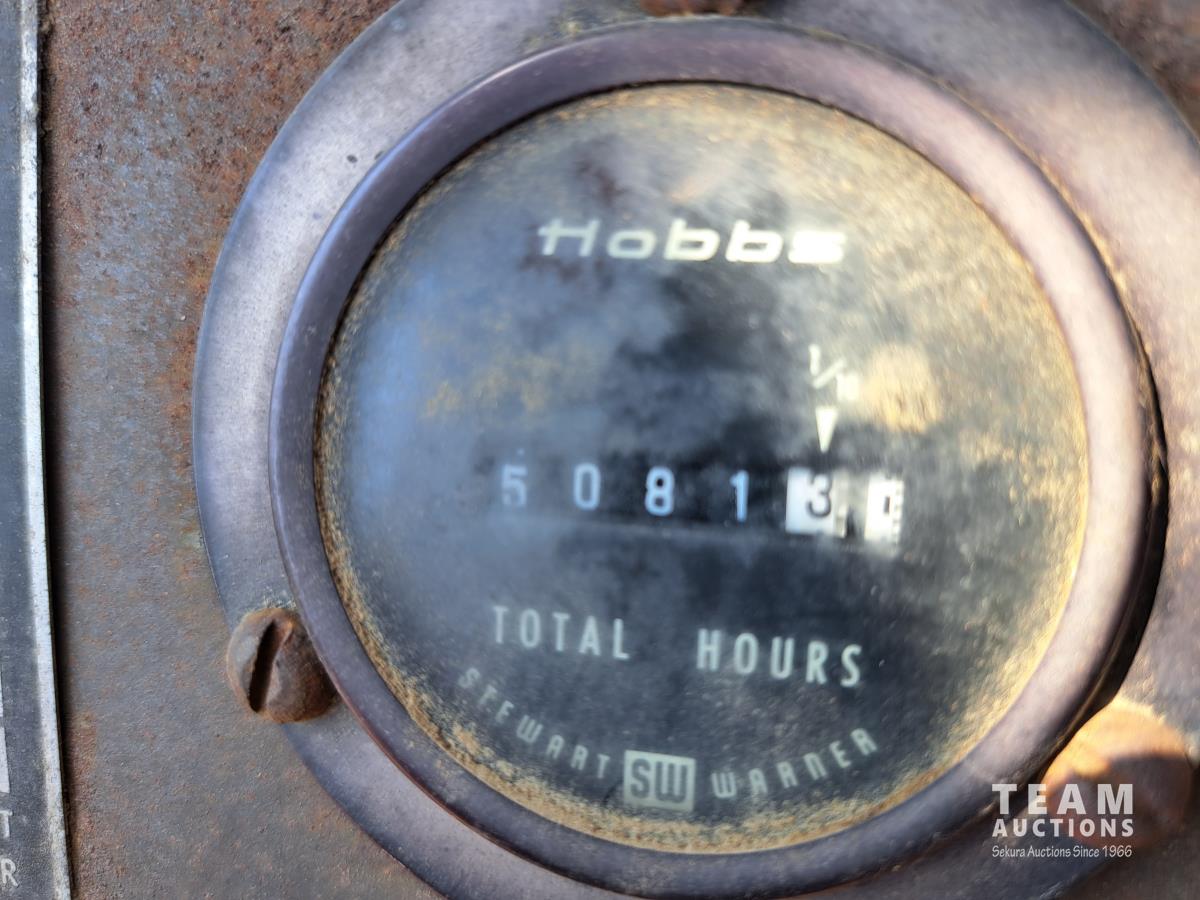 Hobbs
1/10
5 0 8 1 3
TOTAL HOURS
STEWART SW WARNER
T
R
TEAM
AUCTIONS
Sekura Auctions Since 1966